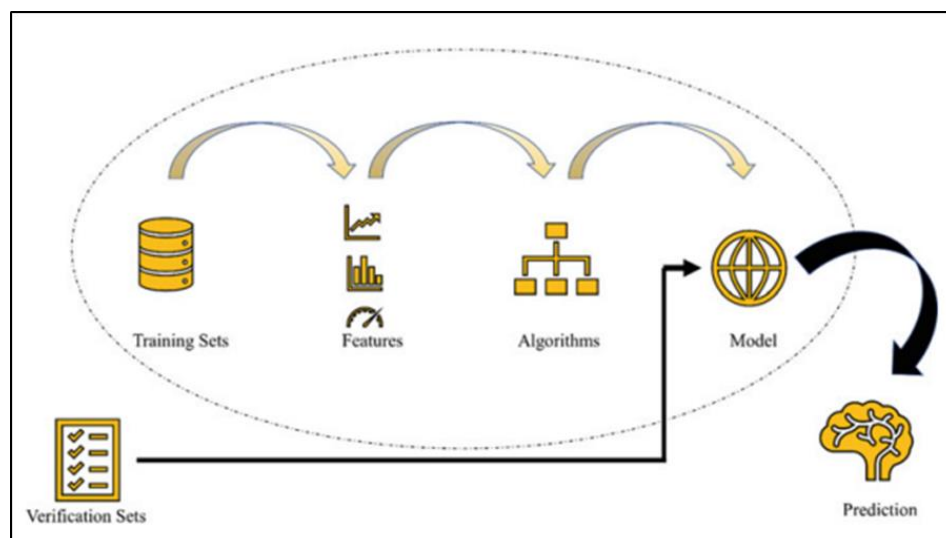 Training Sets
Features
Algorithms
Model
Verification Sets
Prediction